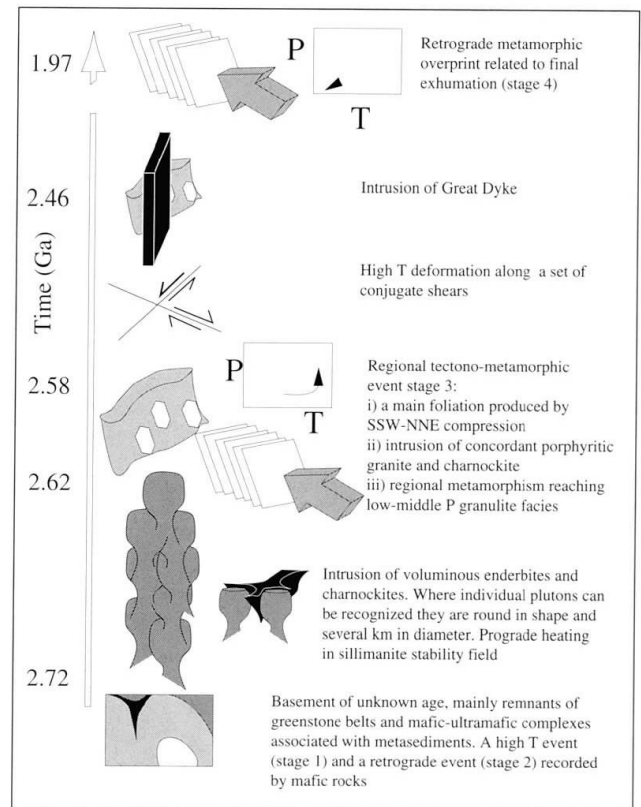 1.97
P
T
Retrograde metamorphic
overprint related to final
exhumation (stage 4)
2.46
Intrusion of Great Dyke
Time (Ga)
High T deformation along a set of
conjugate shears
P
T
2.58
Regional tectono-metamorphic
event stage 3:
i) a main foliation produced by
SSW-NNE compression
ii) intrusion of concordant porphyritic
granite and charnockite
iii) regional metamorphism reaching
low-middle P granulite facies
2.62
Intrusion of voluminous enderbites and
charnockites. Where individual plutons can
be recognized they are round in shape and
several km in diameter. Prograde heating
in sillimanite stability field
2.72
Basement of unknown age, mainly remnants of
greenstone belts and mafic-ultramafic complexes
associated with metasediments. A high T event
(stage 1) and a retrograde event (stage 2) recorded
by mafic rocks